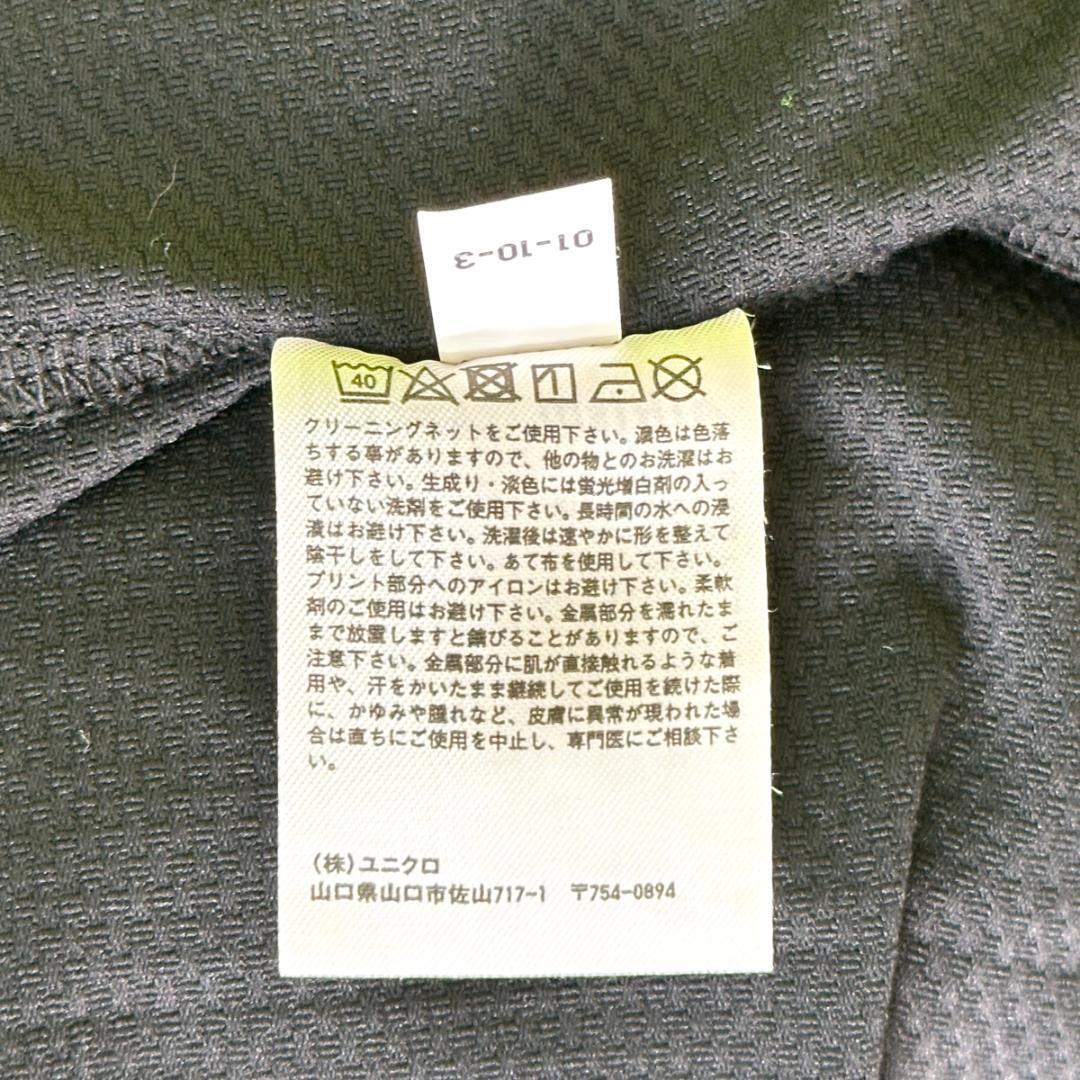 01-10-3
40
クリーニングネットをご使用下さい。濃色は色落
ちする事がありますので、他の物とのお洗濯はお
避け下さい。生成り・淡色には蛍光増白剤の入っ
ていない洗剤をご使用下さい。長時間の水への浸
漬はお避け下さい。洗濯後は速やかに形を整えて
陰干しをして下さい。あて布を使用して下さい。
プリント部分へのアイロンはお避け下さい。柔軟
剤のご使用はお避け下さい。金属部分を濡れたま
まで放置しますと錆びることがありますので、ご
注意下さい。金属部分に肌が直接触れるような着
用や、汗をかいたまま継続してご使用を続けた際
に、かゆみや腫れなど、皮膚に異常が現われた場
合は直ちにご使用を中止し、専門医にご相談下さ
い。
(株)ユニクロ
山口県山口市佐山717-1 〒754-0894